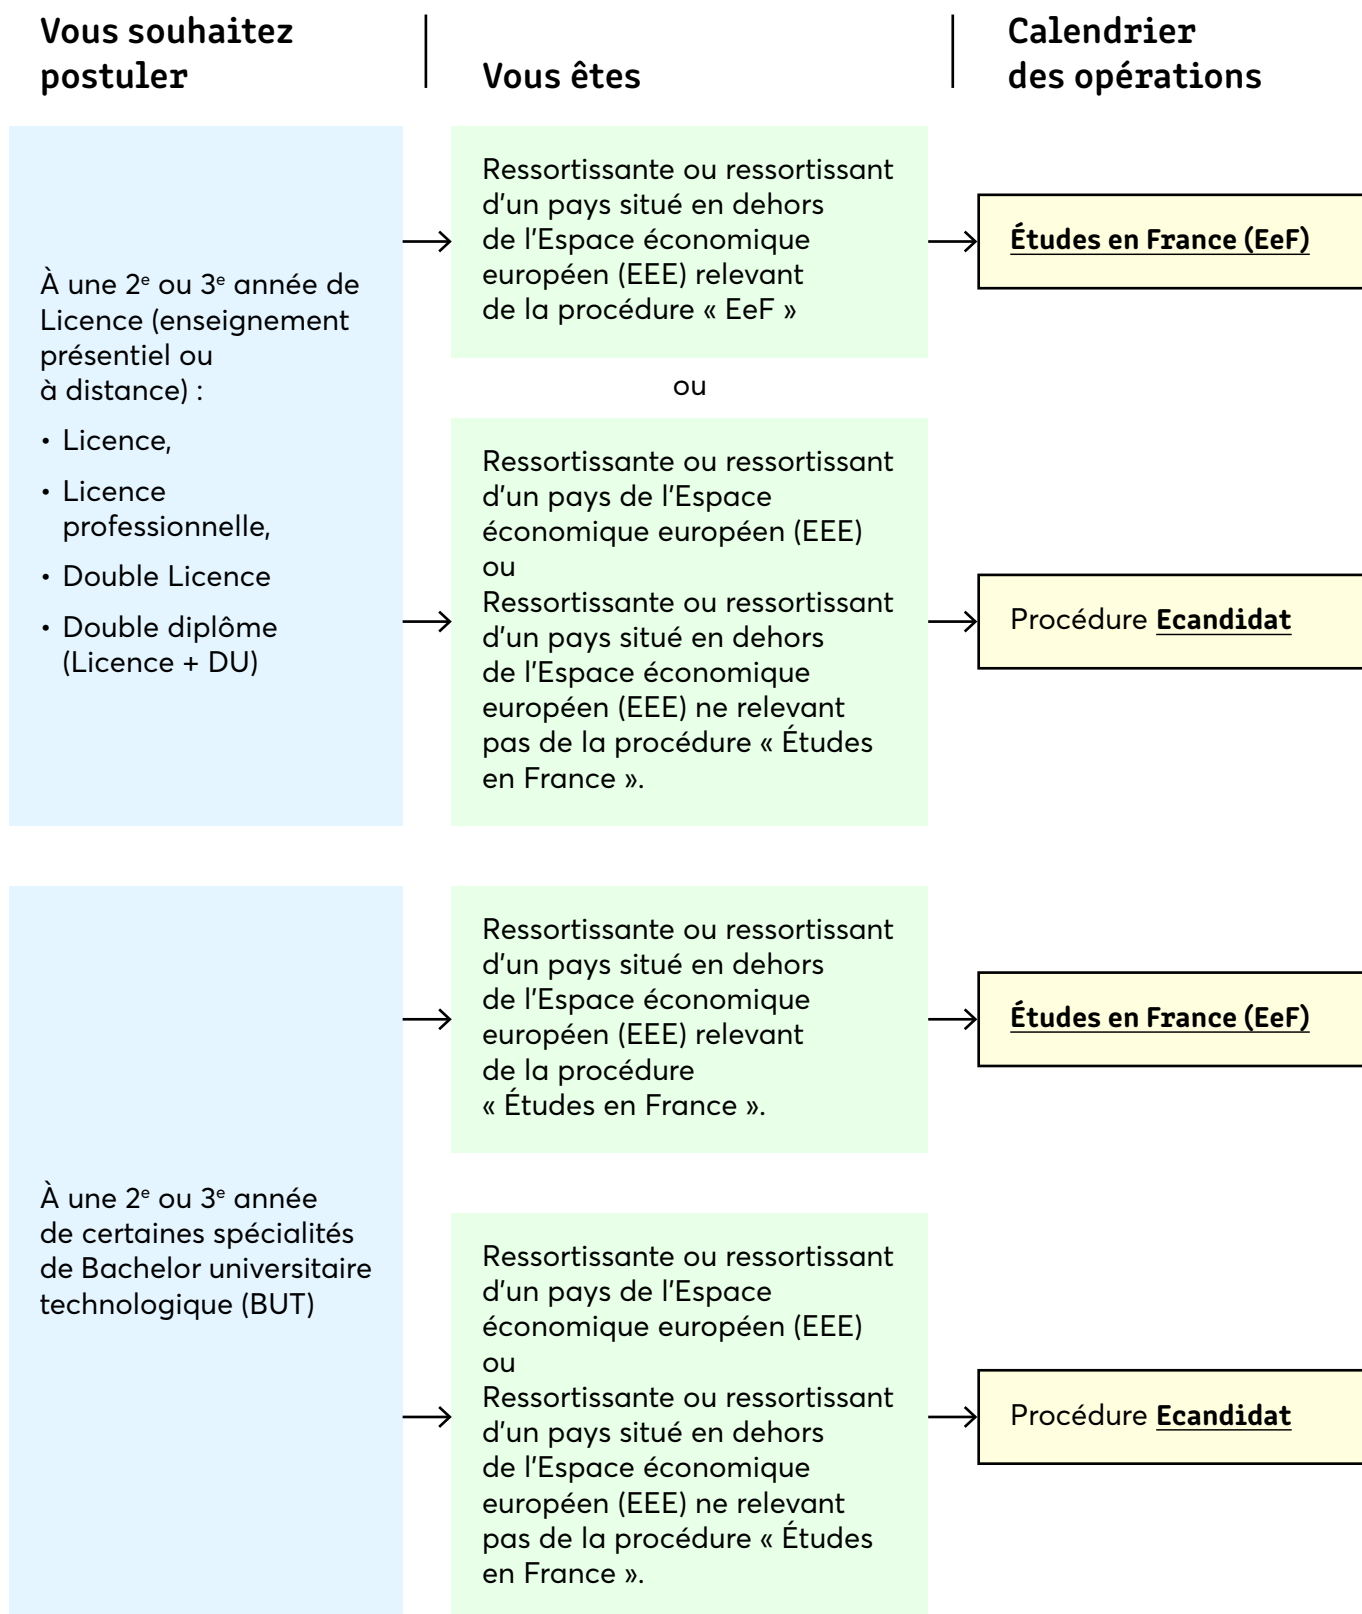 Vous souhaitez
postuler
Vous êtes
Calendrier
des opérations
À une 2e ou 3e année de
Licence (enseignement
présentiel ou
à distance) :
• Licence,
• Licence
professionnelle,
• Double Licence
• Double diplôme
(Licence + DU)
Ressortissante ou ressortissant
d'un pays situé en dehors
de l'Espace économique
européen (EEE) relevant
de la procédure « EeF »
Études en France (EeF)
ou
Ressortissante ou ressortissant
d'un pays de l'Espace
économique européen (EEE)
ou
Ressortissante ou ressortissant
d'un pays situé en dehors
de l'Espace économique
européen (EEE) ne relevant
pas de la procédure « Études
en France ».
Procédure Ecandidat
À une 2e ou 3e année
de certaines spécialités
de Bachelor universitaire
technologique (BUT)
Ressortissante ou ressortissant
d'un pays situé en dehors
de l'Espace économique
européen (EEE) relevant
de la procédure
« Études en France ».
Études en France (EeF)
Ressortissante ou ressortissant
d'un pays de l'Espace
économique européen (EEE)
ou
Ressortissante ou ressortissant
d'un pays situé en dehors
de l'Espace économique
européen (EEE) ne relevant
pas de la procédure « Études
en France ».
Procédure Ecandidat